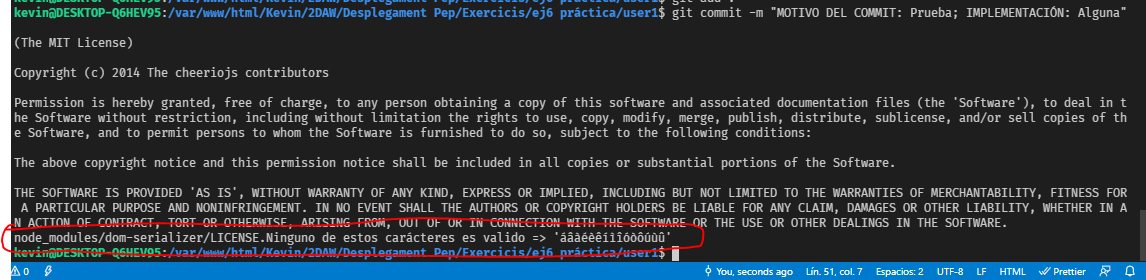 kevin@DESKTOP-Q6HEV95:/var/www/html/Kevin/2DAW/Desplegament Pep/Exercicis/ej6 práctica/user1$ git add .
kevin@DESKTOP-Q6HEV95:/var/www/html/Kevin/2DAW/Desplegament Pep/Exercicis/ej6 práctica/user1$ git commit -m "MOTIVO DEL COMMIT: Prueba; IMPLEMENTACIÓN: Alguna"
(The MIT License)
Copyright (c) 2014 The cheeriojs contributors
Permission is hereby granted, free of charge, to any person obtaining a copy of this software and associated documentation files (the 'Software'), to deal in t
he Software without restriction, including without limitation the rights to use, copy, modify, merge, publish, distribute, sublicense, and/or sell copies of th
e Software, and to permit persons to whom the Software is furnished to do so, subject to the following conditions:
The above copyright notice and this permission notice shall be included in all copies or substantial portions of the Software.
THE SOFTWARE IS PROVIDED 'AS IS', WITHOUT WARRANTY OF ANY KIND, EXPRESS OR IMPLIED, INCLUDING BUT NOT LIMITED TO THE WARRANTIES OF MERCHANTABILITY, FITNESS FOR
A PARTICULAR PURPOSE AND NONINFRINGEMENT. IN NO EVENT SHALL THE AUTHORS OR COPYRIGHT HOLDERS BE LIABLE FOR ANY CLAIM, DAMAGES OR OTHER LIABILITY, WHETHER IN A
N ACTION OF CONTRACT, TORT OR OTHERWISE, ARISING FROM, OUT OF OR IN CONNECTION WITH THE SOFTWARE OR THE USE OR OTHER DEALINGS IN THE SOFTWARE.
node_modules/dom-serializer/LICENSE.Ninguno de estos carácteres es valido =>
kevin@DESKTOP-Q6HEV95:/var/www/html/Kevin/2DAW/Desplegament Pep/Exercicis/ej6 práctica/user1$
0 You, seconds ago Lín. 51, col. 7 Espacios: 2 UTF-8 LF HTML Prettier